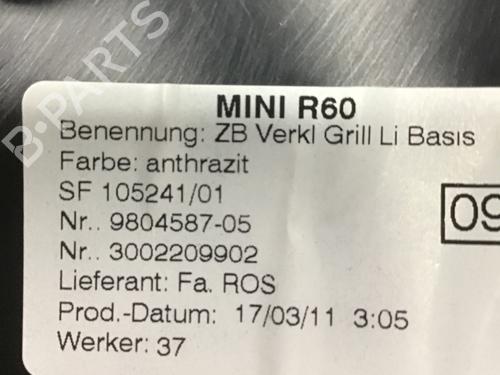 MINI R60
Benennung: ZB Verkl Grill Li Basis
Farbe: anthrazit
SF 105241/01
Nr.. 9804587-05
Nr.. 3002209902
Lieferant: Fa. ROS
Prod.-Datum: 17/03/11 3:05
Werker: 37
09
B-PARTS